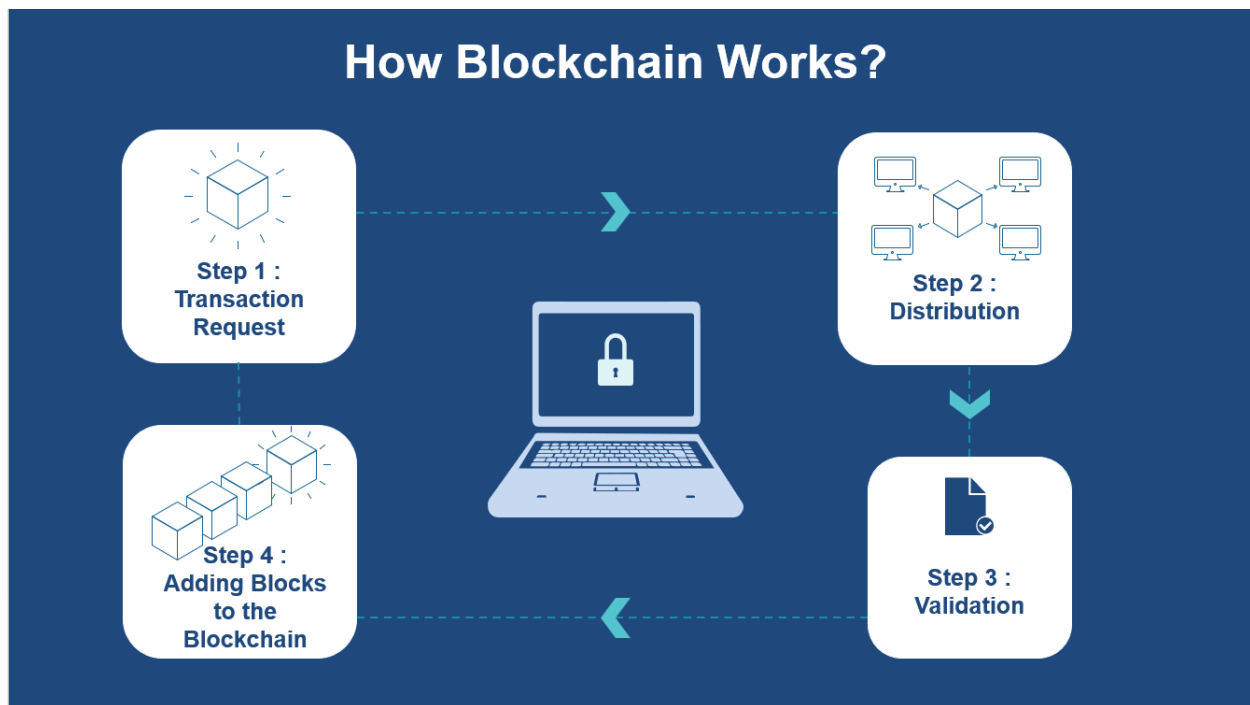 How Blockchain Works?
Step 1 :
Transaction
Request
Step 2 :
Distribution
Step 3 :
Validation
Step 4 :
Adding Blocks
to the
Blockchain